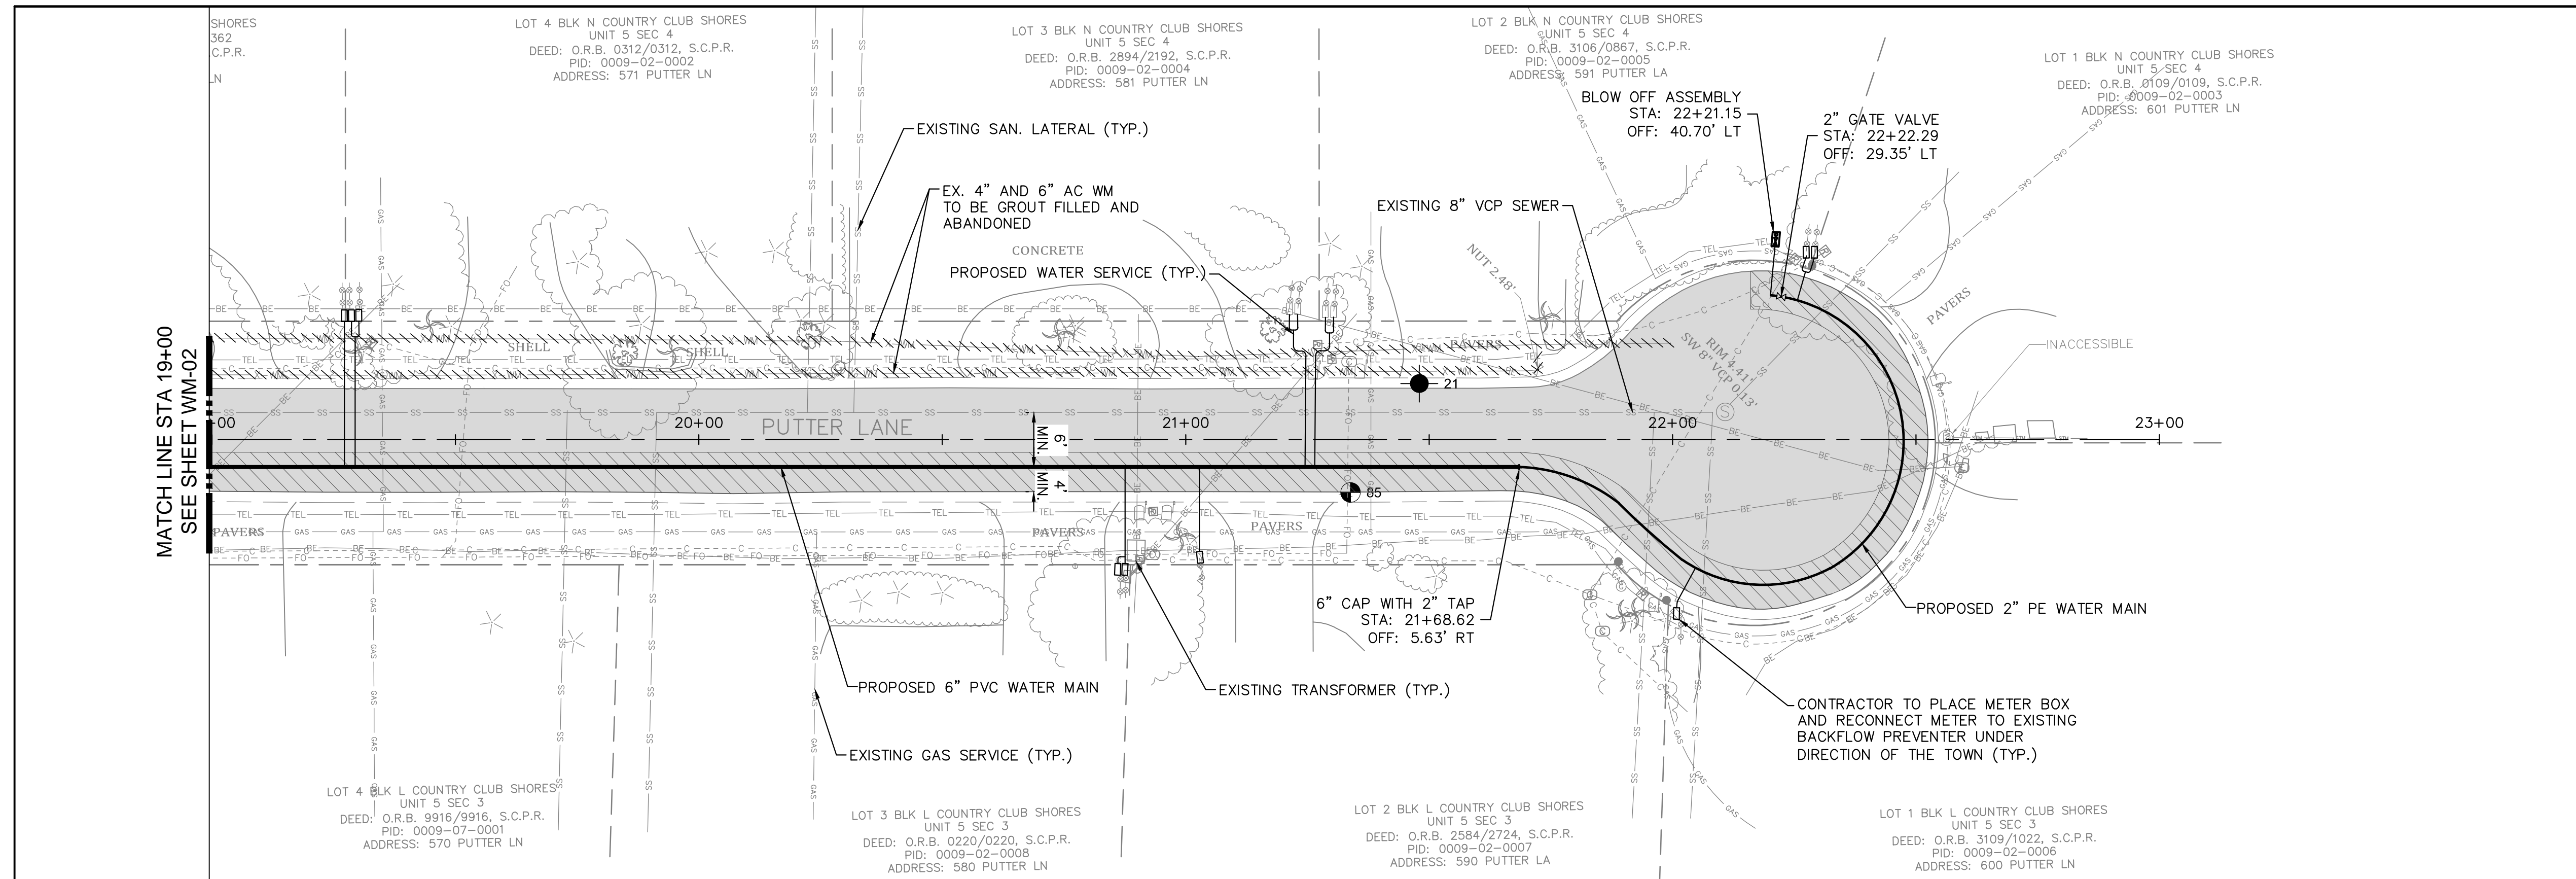 SHORES
362
C.P.R.
LN
LOT 4 BLK N COUNTRY CLUB SHORES
UNIT 5 SEC 4
DEED: O.R.B. 0312/0312, S.C.P.R.
PID: 0009-02-0002
ADDRESS: 571 PUTTER LN
LOT 3 BLK N COUNTRY CLUB SHORES
UNIT 5 SEC 4
DEED: O.R.B. 2894/2192, S.C.P.R.
PID: 0009-02-0004
ADDRESS: 581 PUTTER LN
LOT 2 BLK N COUNTRY CLUB SHORES
UNIT 5 SEC 4
DEED: O.R.B. 3106/0867, S.C.P.R.
PID: 0009-02-0005
ADDRESS: 591 PUTTER LA
LOT 1 BLK N COUNTRY CLUB SHORES
UNIT 5 SEC 4
DEED: O.R.B. 0109/0109, S.C.P.R.
PID: 0009-02-0003
ADDRESS: 601 PUTTER LN
BLOW OFF ASSEMBLY
STA: 22+21.15
OFF: 40.70' LT
2" GATE VALVE
STA: 22+22.29
OFF: 29.35' LT
EXISTING SAN. LATERAL (TYP.)
EX. 4" AND 6" AC WM
TO BE GROUT FILLED AND
ABANDONED
EXISTING 8" VCP SEWER
CONCRETE
PROPOSED WATER SERVICE (TYP.)
NUT 2.48'
PAVERS
INACCESSIBLE
SHELL
SHELL
PAVERS
RIM 4.41'
SW 8" VCP 0.13'
21
MATCH LINE STA 19+00
SEE SHEET WM-02
+00
20+00
PUTTER LANE
6'
MIN.
4'
MIN.
21+00
22+00
23+00
85
PAVERS
PAVERS
PAVERS
6" CAP WITH 2" TAP
STA: 21+68.62
OFF: 5.63' RT
PROPOSED 2" PE WATER MAIN
PROPOSED 6" PVC WATER MAIN
EXISTING TRANSFORMER (TYP.)
CONTRACTOR TO PLACE METER BOX
AND RECONNECT METER TO EXISTING
BACKFLOW PREVENTER UNDER
DIRECTION OF THE TOWN (TYP.)
EXISTING GAS SERVICE (TYP.)
LOT 4 BLK L COUNTRY CLUB SHORES
UNIT 5 SEC 3
DEED: O.R.B. 9916/9916, S.C.P.R.
PID: 0009-07-0001
ADDRESS: 570 PUTTER LN
LOT 3 BLK L COUNTRY CLUB SHORES
UNIT 5 SEC 3
DEED: O.R.B. 0220/0220, S.C.P.R.
PID: 0009-02-0008
ADDRESS: 580 PUTTER LN
LOT 2 BLK L COUNTRY CLUB SHORES
UNIT 5 SEC 3
DEED: O.R.B. 2584/2724, S.C.P.R.
PID: 0009-02-0007
ADDRESS: 590 PUTTER LA
LOT 1 BLK L COUNTRY CLUB SHORES
UNIT 5 SEC 3
DEED: O.R.B. 3109/1022, S.C.P.R.
PID: 0009-02-0006
ADDRESS: 600 PUTTER LN